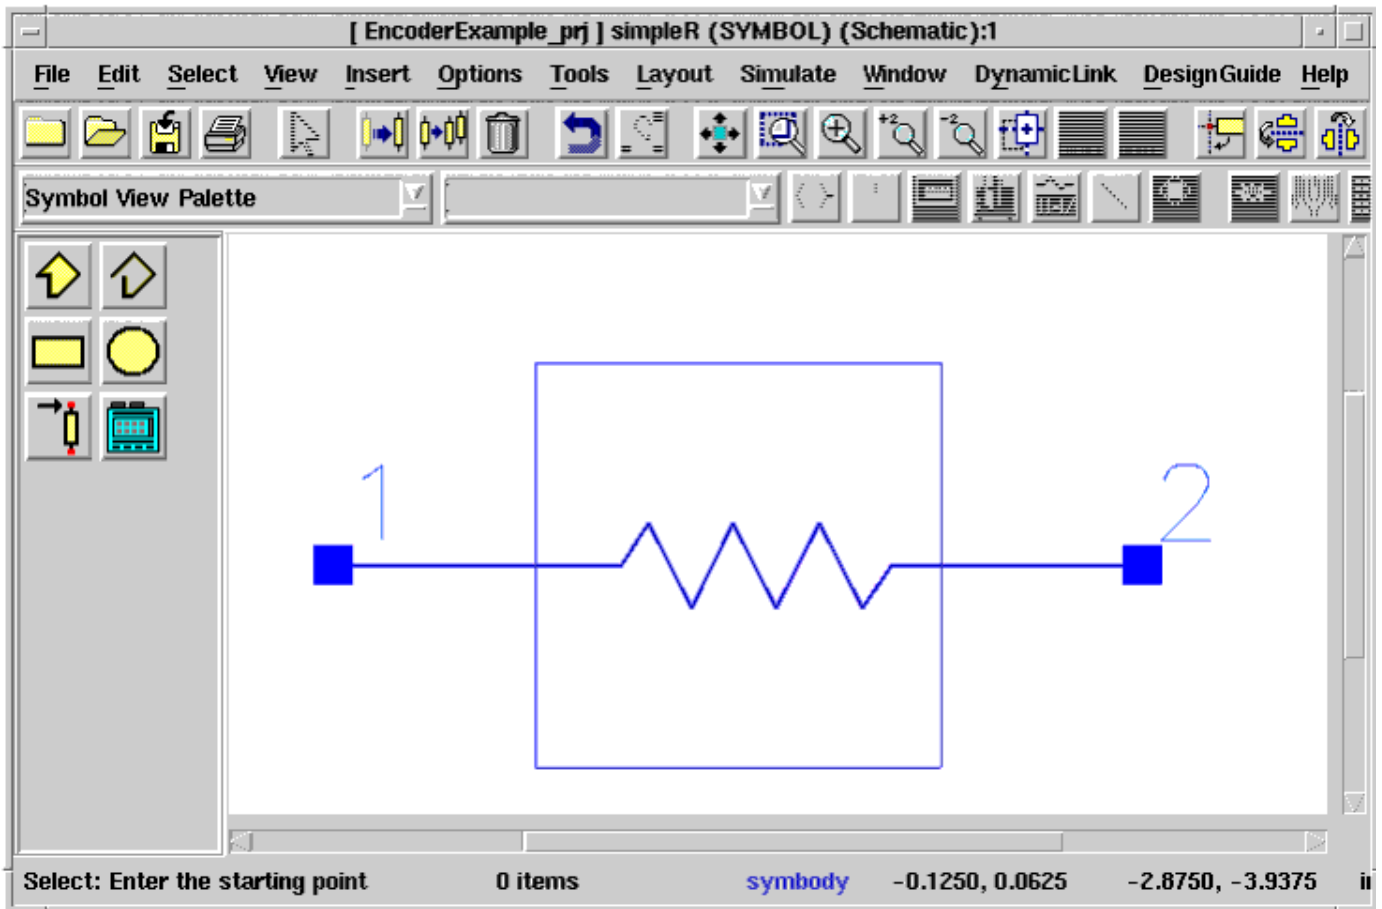 [ EncoderExample_prj ] simpleR (SYMBOL) (Schematic):1
File Edit Select View Insert Options Tools Layout Simulate Window DynamicLink DesignGuide Help
+2 -2
Symbol View Palette
1 2
Select: Enter the starting point 0 items symbody -0.1250, 0.0625 -2.8750, -3.9375